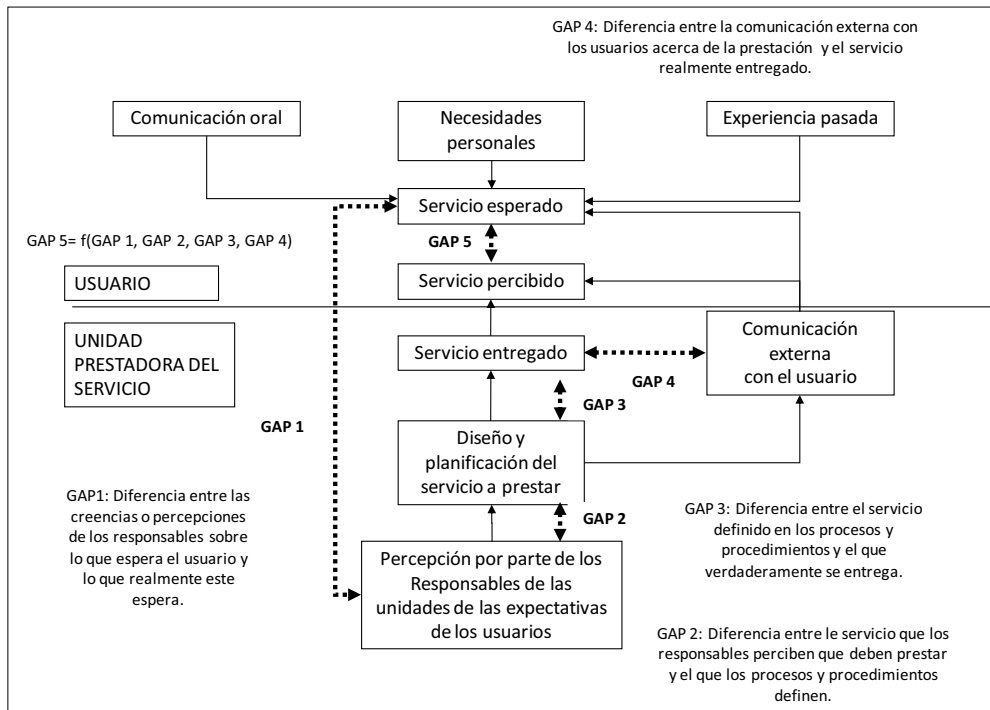 GAP 4: Diferencia entre la comunicación externa con
los usuarios acerca de la prestación y el servicio
realmente entregado.
Comunicación oral
Necesidades
personales
Experiencia pasada
Servicio esperado
GAP 5= f(GAP 1, GAP 2, GAP 3, GAP 4)
GAP 5
USUARIO
Servicio percibido
UNIDAD
PRESTADORA DEL
SERVICIO
Servicio entregado
Comunicación
externa
con el usuario
GAP 4
GAP 3
GAP 1
Diseño y
planificación del
servicio a prestar
GAP1: Diferencia entre las
creencias o percepciones
de los responsables sobre
lo que espera el usuario y
lo que realmente este
espera.
GAP 2
GAP 3: Diferencia entre el servicio
definido en los procesos y
procedimientos y el que
verdaderamente se entrega.
Percepción por parte de los
Responsables de las
unidades de las expectativas
de los usuarios
GAP 2: Diferencia entre le servicio que los
responsables perciben que deben prestar
y el que los procesos y procedimientos
definen.